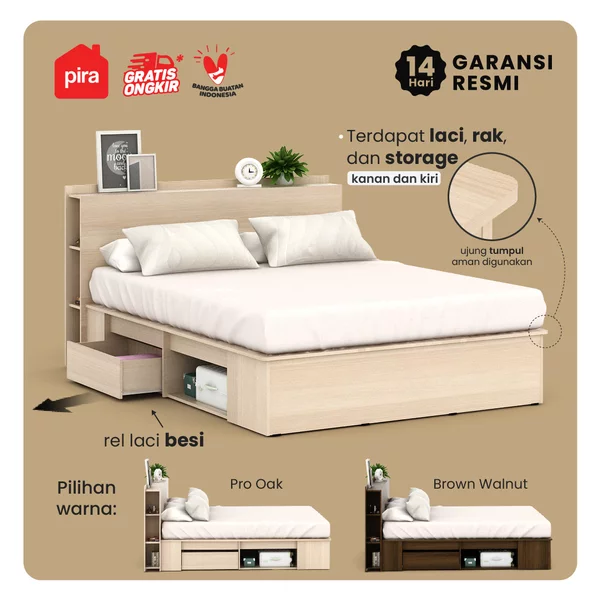 pira
GRATIS
ONGKIR
BANGGA BUATAN
INDONESIA
14
Hari
GARANSI
RESMI
• Terdapat laci, rak,
dan storage
kanan dan kiri
ujung tumpul
aman digunakan
rel laci besi
Pilihan
warna:
Pro Oak
Brown Walnut